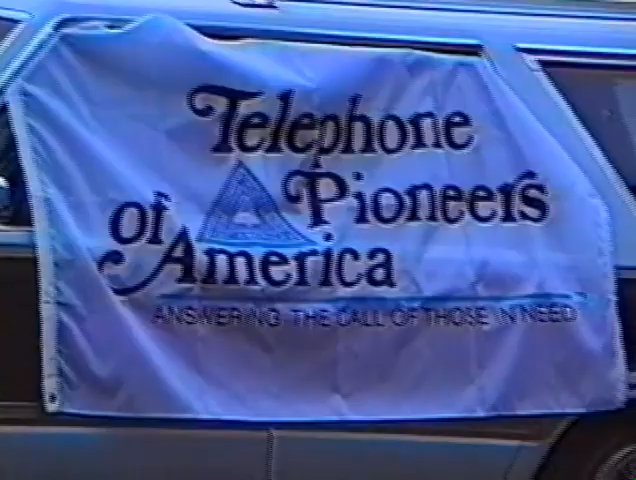 Telephone
of Pioneers
America
ANSWERING THE CALL OF THOSE IN NEED